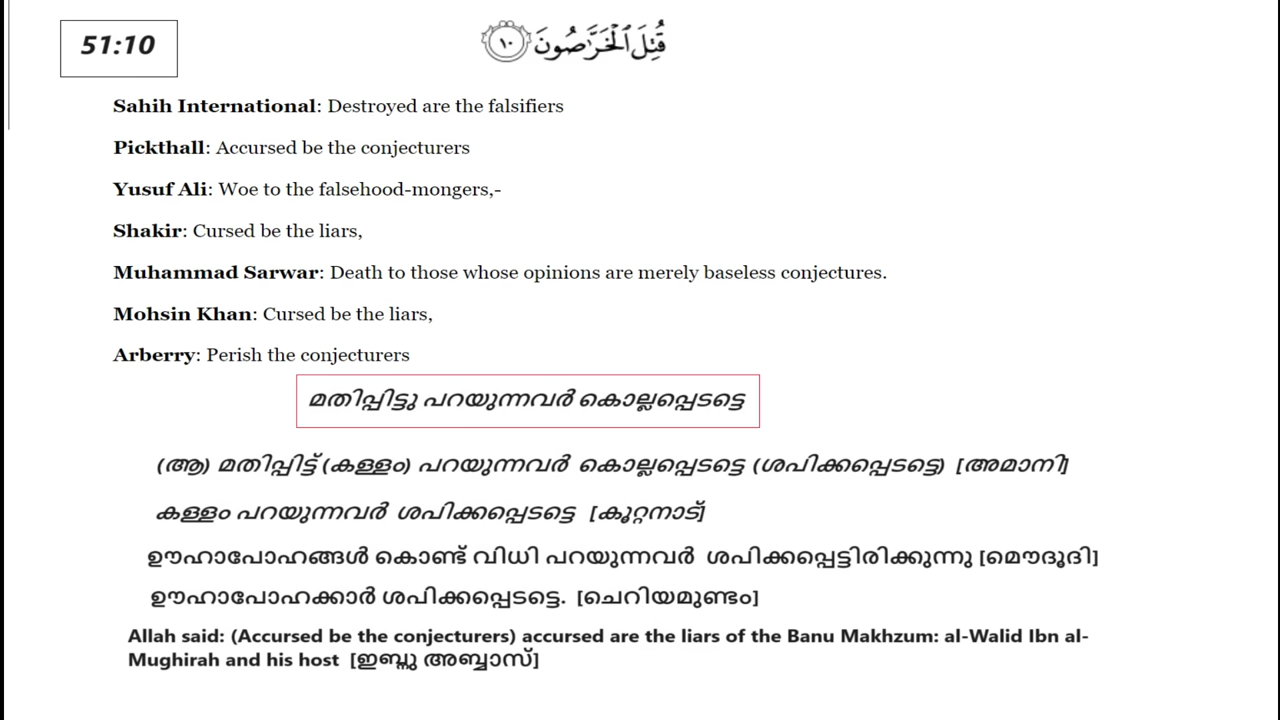 51:10
قُتِلَ ٱلْخَرَّٰصُونَ ١٠
Sahih International: Destroyed are the falsifiers
Pickthall: Accursed be the conjecturers
Yusuf Ali: Woe to the falsehood-mongers,-
Shakir: Cursed be the liars,
Muhammad Sarwar: Death to those whose opinions are merely baseless conjectures.
Mohsin Khan: Cursed be the liars,
Arberry: Perish the conjecturers
മതിപ്പിട്ടു പറയുന്നവർ കൊല്ലപ്പെടട്ടെ
(ആ) മതിപ്പിട്ട് (കള്ളം) പറയുന്നവർ കൊല്ലപ്പെടട്ടെ (ശപിക്കപ്പെടട്ടെ) [അമാനി]
കള്ളം പറയുന്നവർ ശപിക്കപ്പെടട്ടെ [കൂറ്റനാട്]
ഊഹാപോഹങ്ങൾ കൊണ്ട് വിധി പറയുന്നവർ ശപിക്കപ്പെട്ടിരിക്കുന്നു [മൌദൂദി]
ഊഹാപോഹക്കാർ ശപിക്കപ്പെടട്ടെ. [ചെറിയമുണ്ടം]
Allah said: (Accursed be the conjecturers) accursed are the liars of the Banu Makhzum: al-Walid Ibn al-
Mughirah and his host [ഇബ്നു അബ്ബാസ്]